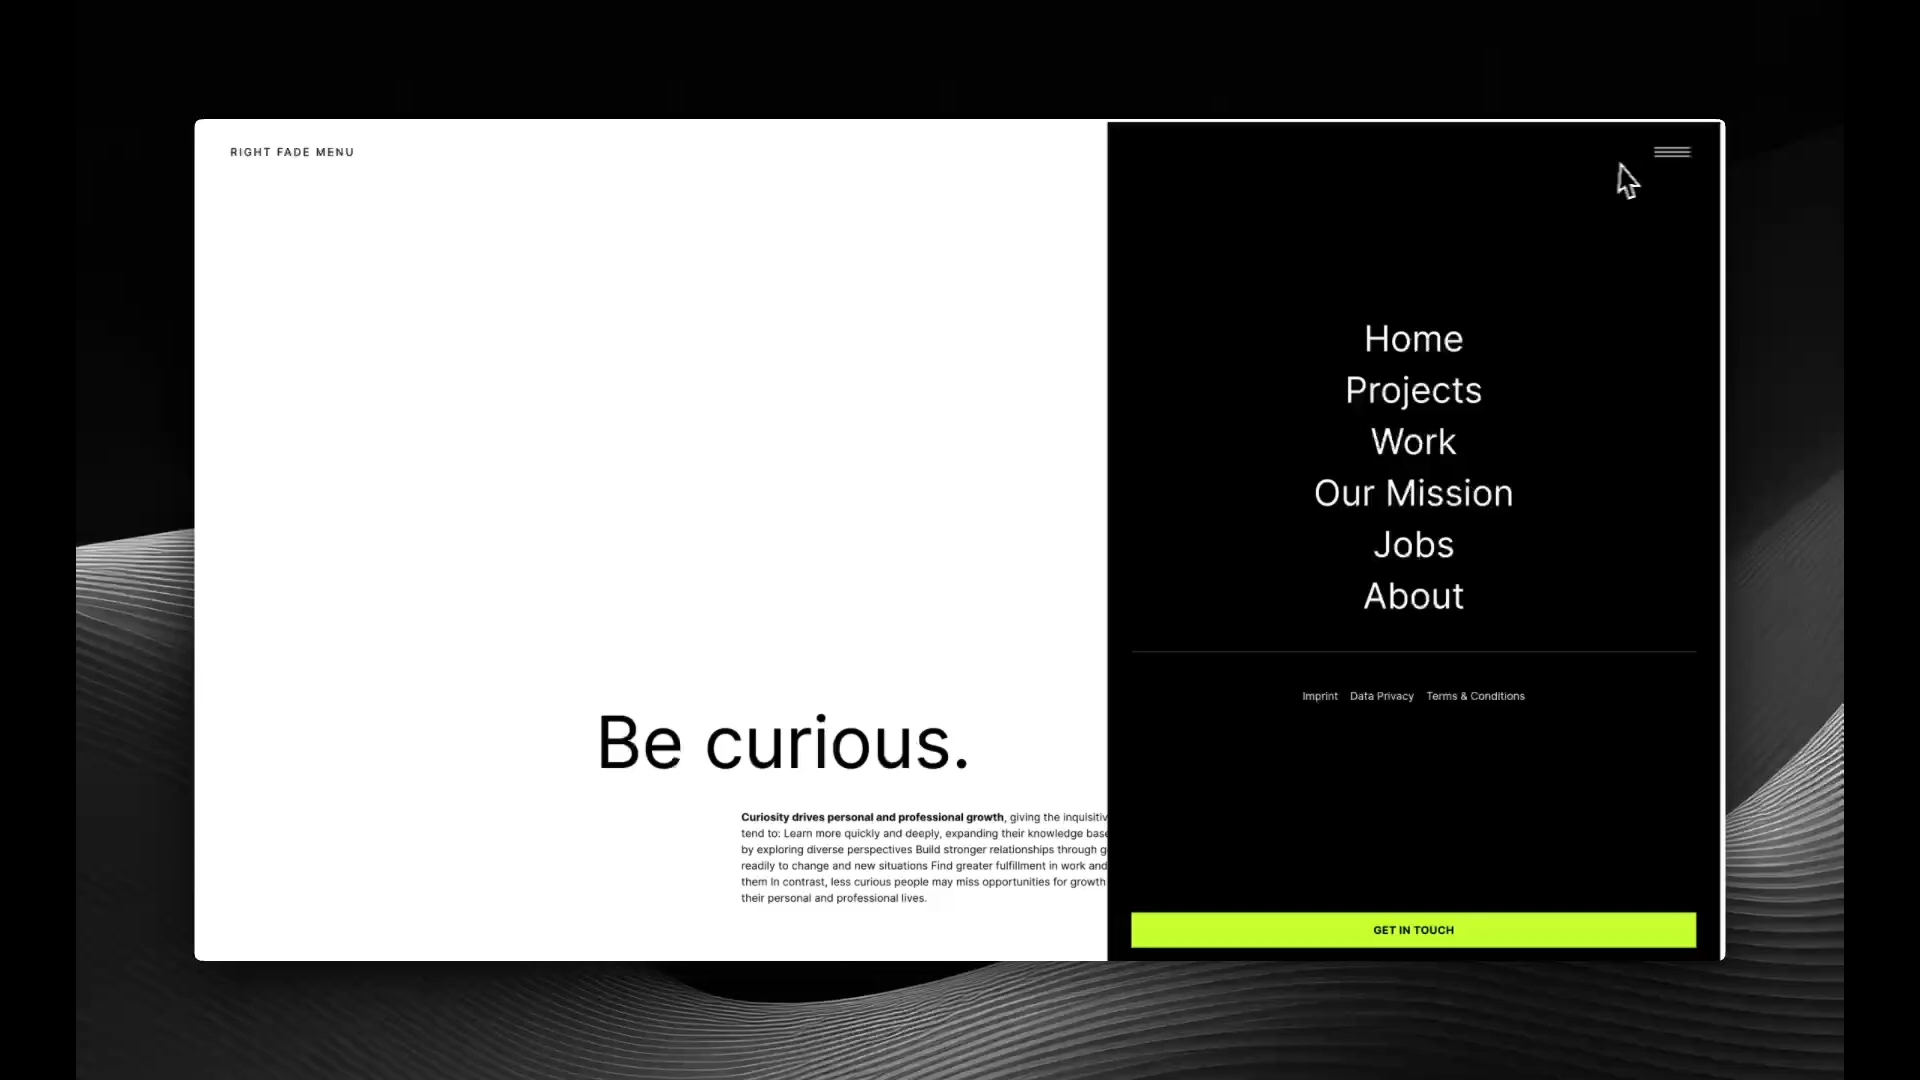 RIGHT FADE MENU
Home
Projects
Work
Our Mission
Jobs
About
Imprint Data Privacy Terms & Conditions
Be curious.
Curiosity drives personal and professional growth, giving the inquisitiv
tend to: Learn more quickly and deeply, expanding their knowledge base
by exploring diverse perspectives Build stronger relationships through g
readily to change and new situations Find greater fulfillment in work and
them In contrast, less curious people may miss opportunities for growth
their personal and professional lives.
GET IN TOUCH